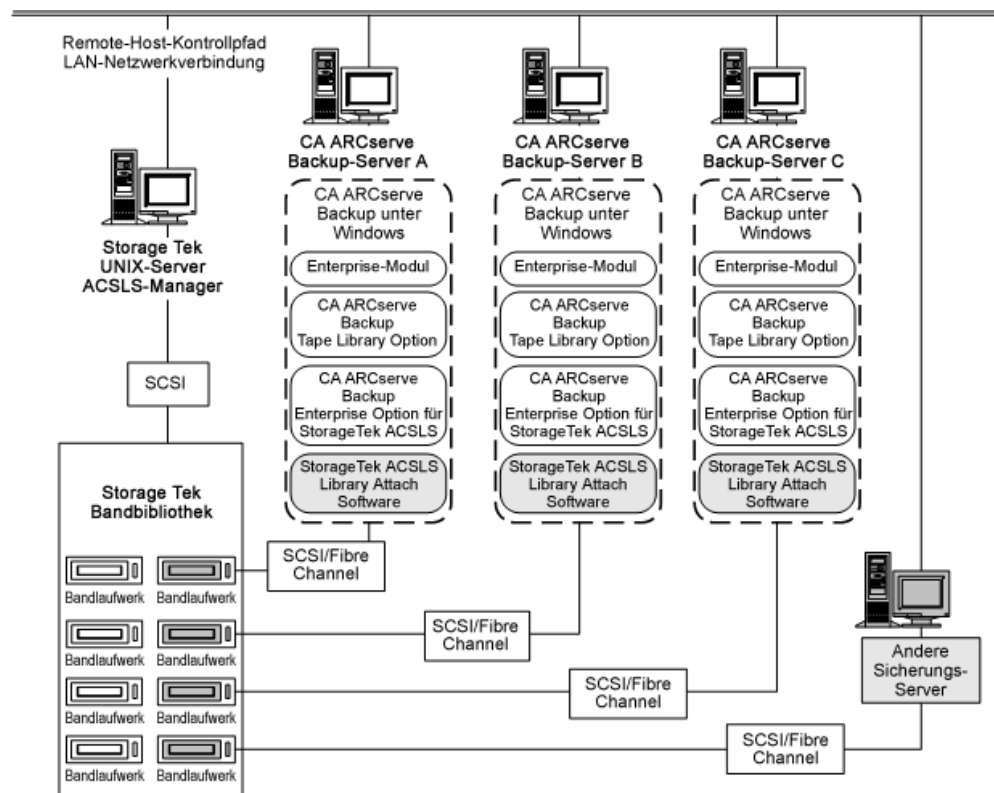 Remote-Host-Kontrollpfad
LAN-Netzwerkverbindung
CA ARCserve
Backup-Server A
CA ARCserve
Backup-Server B
CA ARCserve
Backup-Server C
Storage Tek
UNIX-Server
ACSLS-Manager
SCSI
CA ARCserve
Backup unter
Windows
Enterprise-Modul
CA ARCserve
Backup
Tape Library Option
CA ARCserve
Backup
Enterprise Option für
StorageTek ACSLS
StorageTek ACSLS
Library Attach
Software
CA ARCserve
Backup unter
Windows
Enterprise-Modul
CA ARCserve
Backup
Tape Library Option
CA ARCserve
Backup
Enterprise Option für
StorageTek ACSLS
StorageTek ACSLS
Library Attach
Software
CA ARCserve
Backup unter
Windows
Enterprise-Modul
CA ARCserve
Backup
Tape Library Option
CA ARCserve
Backup
Enterprise Option für
StorageTek ACSLS
StorageTek ACSLS
Library Attach
Software
Storage Tek
Bandbibliothek
Bandlaufwerk
Bandlaufwerk
Bandlaufwerk
Bandlaufwerk
Bandlaufwerk
Bandlaufwerk
Bandlaufwerk
Bandlaufwerk
SCSI/Fibre
Channel
SCSI/Fibre
Channel
SCSI/Fibre
Channel
SCSI/Fibre
Channel
Andere
Sicherungs-
Server